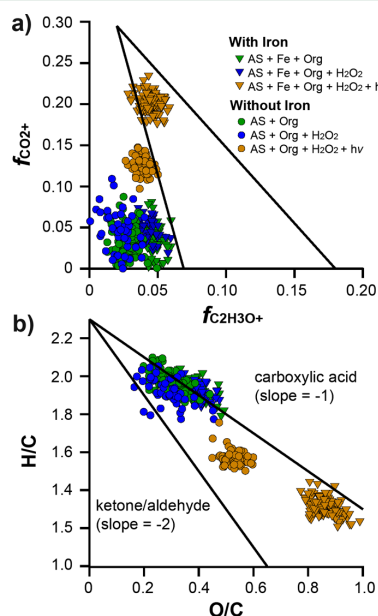 a)
0.30
0.25
0.20
0.15
0.10
0.05
0
fCO2+
With Iron
AS + Fe + Org
AS + Fe + Org + H2O2
AS + Fe + Org + H2O2 + h
Without Iron
AS + Org
AS + Org + H2O2
AS + Org + H2O2 + hν
0 0.05 0.10 0.15 0.20
fC2H3O+
b)
2.2
2.0
1.8
1.6
1.4
1.5
1.0
H/C
carboxylic acid
(slope = -1)
ketone/aldehyde
(slope = -2)
0 0.2 0.4 0.6 0.8 1.0
O/C